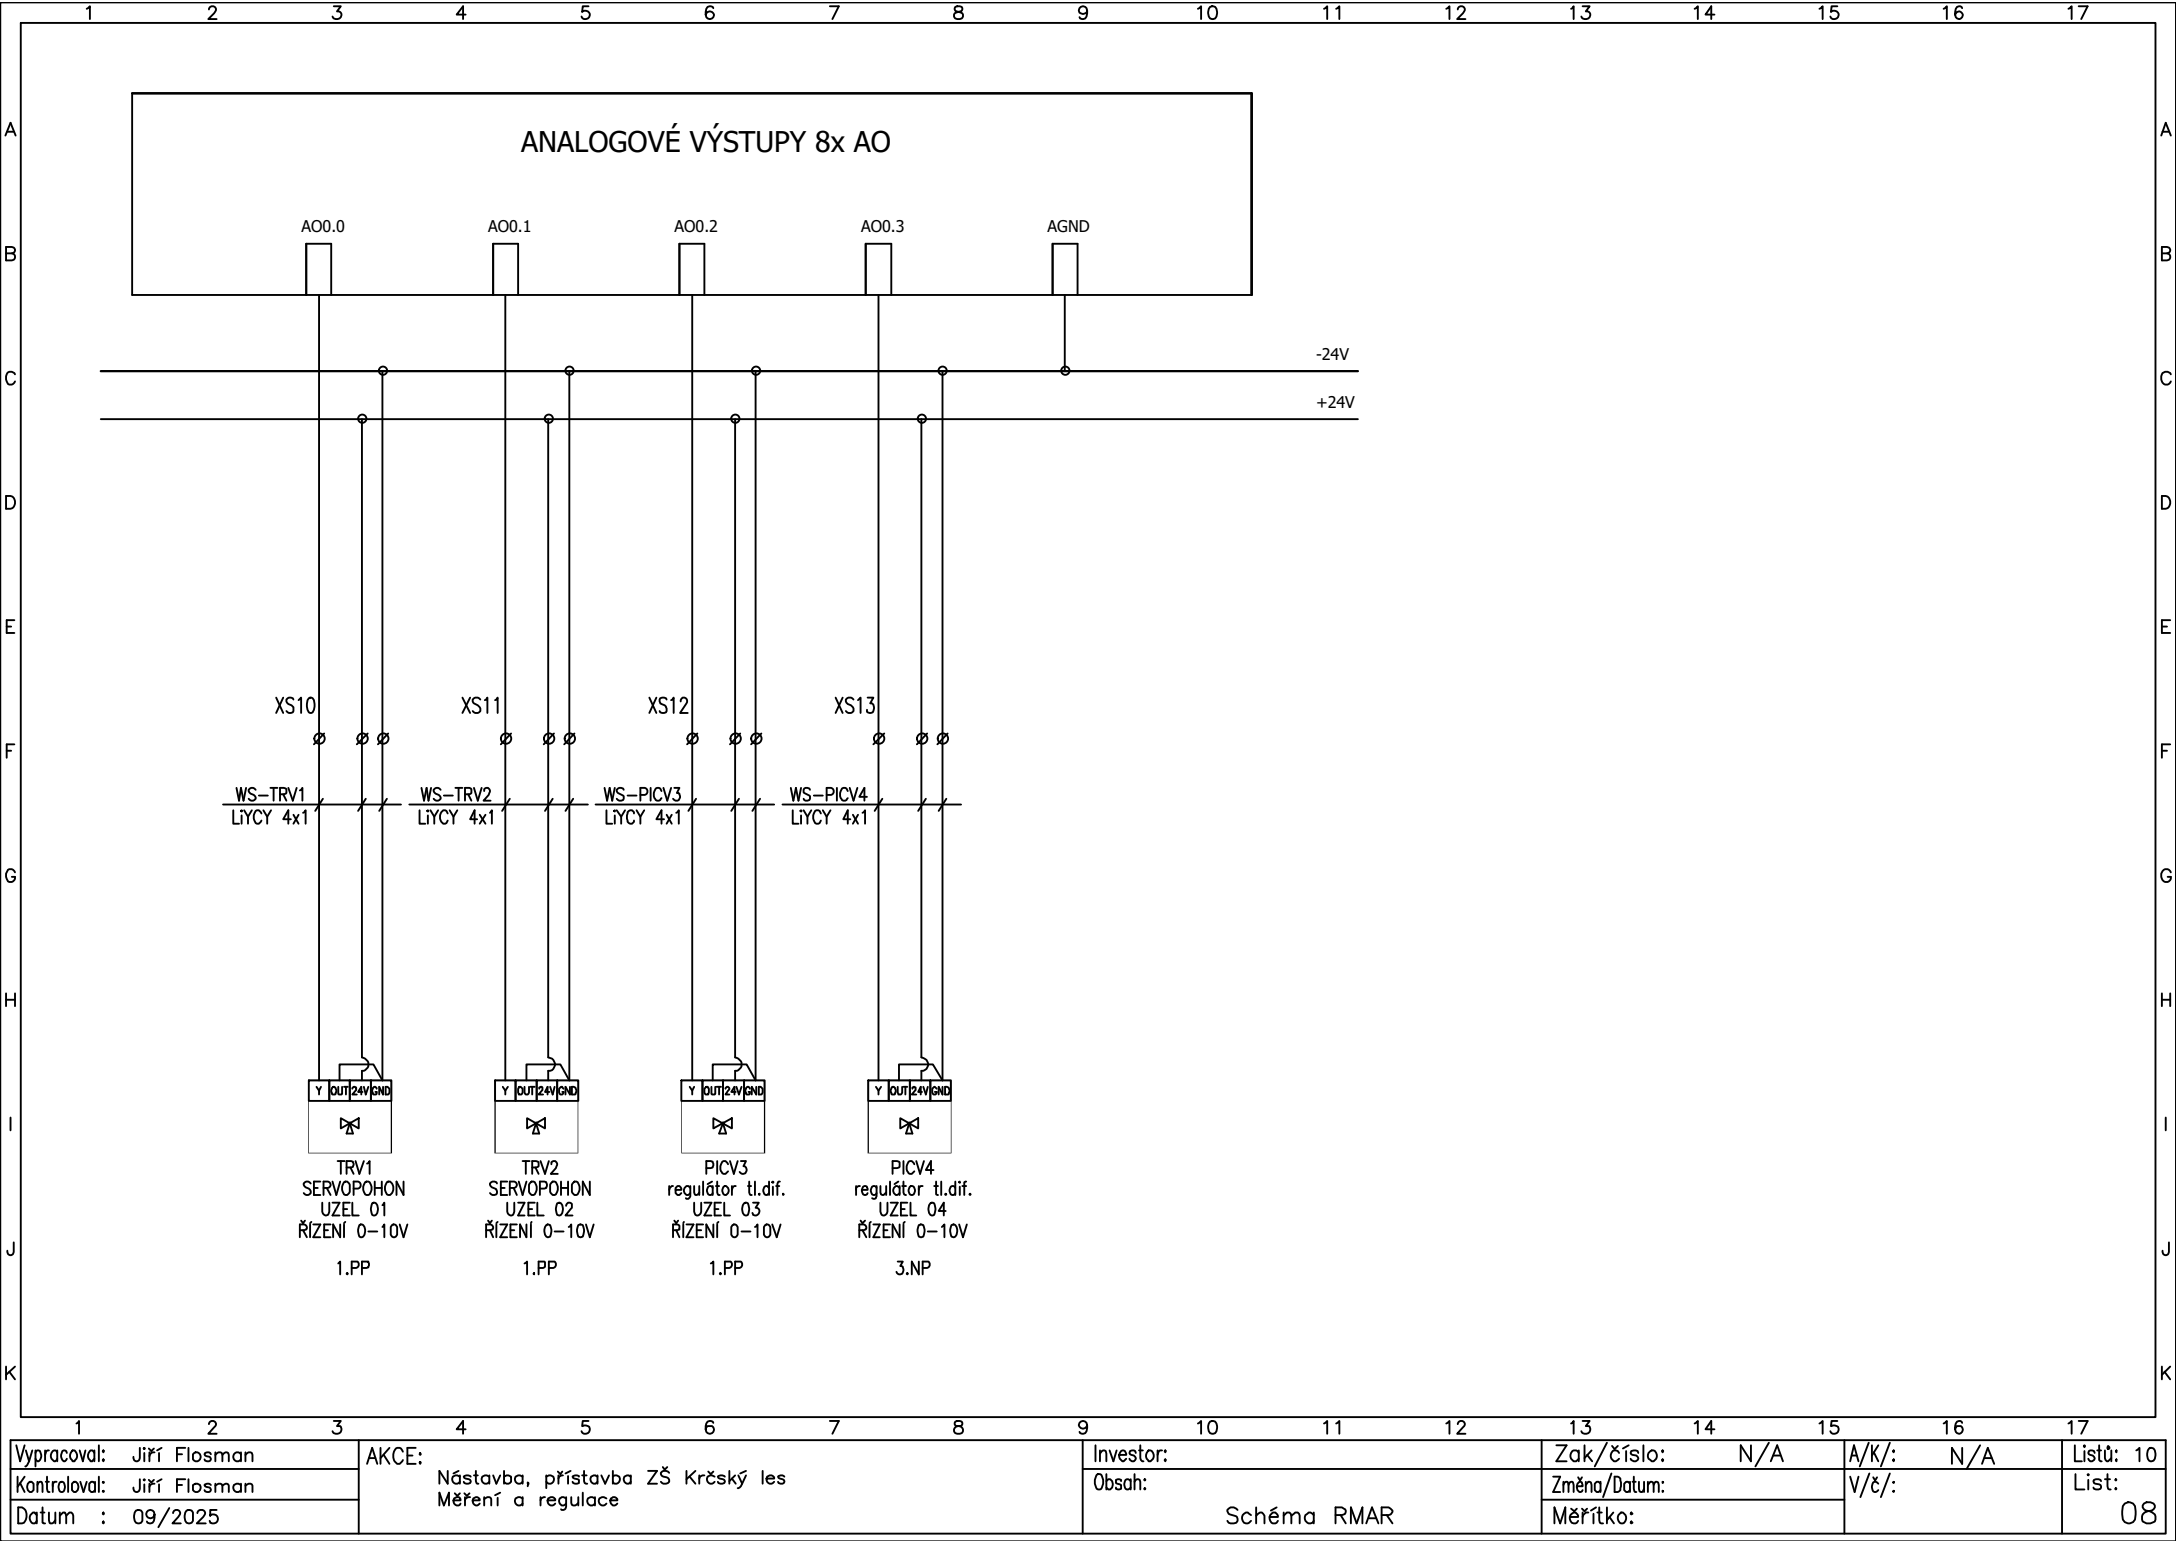 1 2 3 4 5 6 7 8 9 10 11 12 13 14 15 16 17
A A
ANALOGOVÉ VÝSTUPY 8x AO
AO0.0 AO0.1 AO0.2 AO0.3 AGND
B B
-24V
C C
+24V
D D
E E
XS10 XS11 XS12 XS13
F F
WS-TRV1 WS-TRV2 WS-PICV3 WS-PICV4
LiYCY 4x1 LiYCY 4x1 LiYCY 4x1 LiYCY 4x1
G G
H H
Y OUT 24V GND Y OUT 24V GND Y OUT 24V GND Y OUT 24V GND
I I
TRV1 TRV2 PICV3 PICV4
SERVOPOHON SERVOPOHON regulátor tl.dif. regulátor tl.dif.
UZEL 01 UZEL 02 UZEL 03 UZEL 04
ŘÍZENÍ 0-10V ŘÍZENÍ 0-10V ŘÍZENÍ 0-10V ŘÍZENÍ 0-10V
J J
1.PP 1.PP 1.PP 3.NP
K K
1 2 3 4 5 6 7 8 9 10 11 12 13 14 15 16 17
Vypracoval: Jiří Flosman
Kontroloval: Jiří Flosman
Datum : 09/2025
AKCE:
Nástavba, přístavba ZŠ Krčský les
Měření a regulace
Investor:
Obsah:
Schéma RMAR
Zak/číslo: N/A
Změna/Datum:
Měřítko:
A/K/: N/A
V/č/:
Listů: 10
List:
08